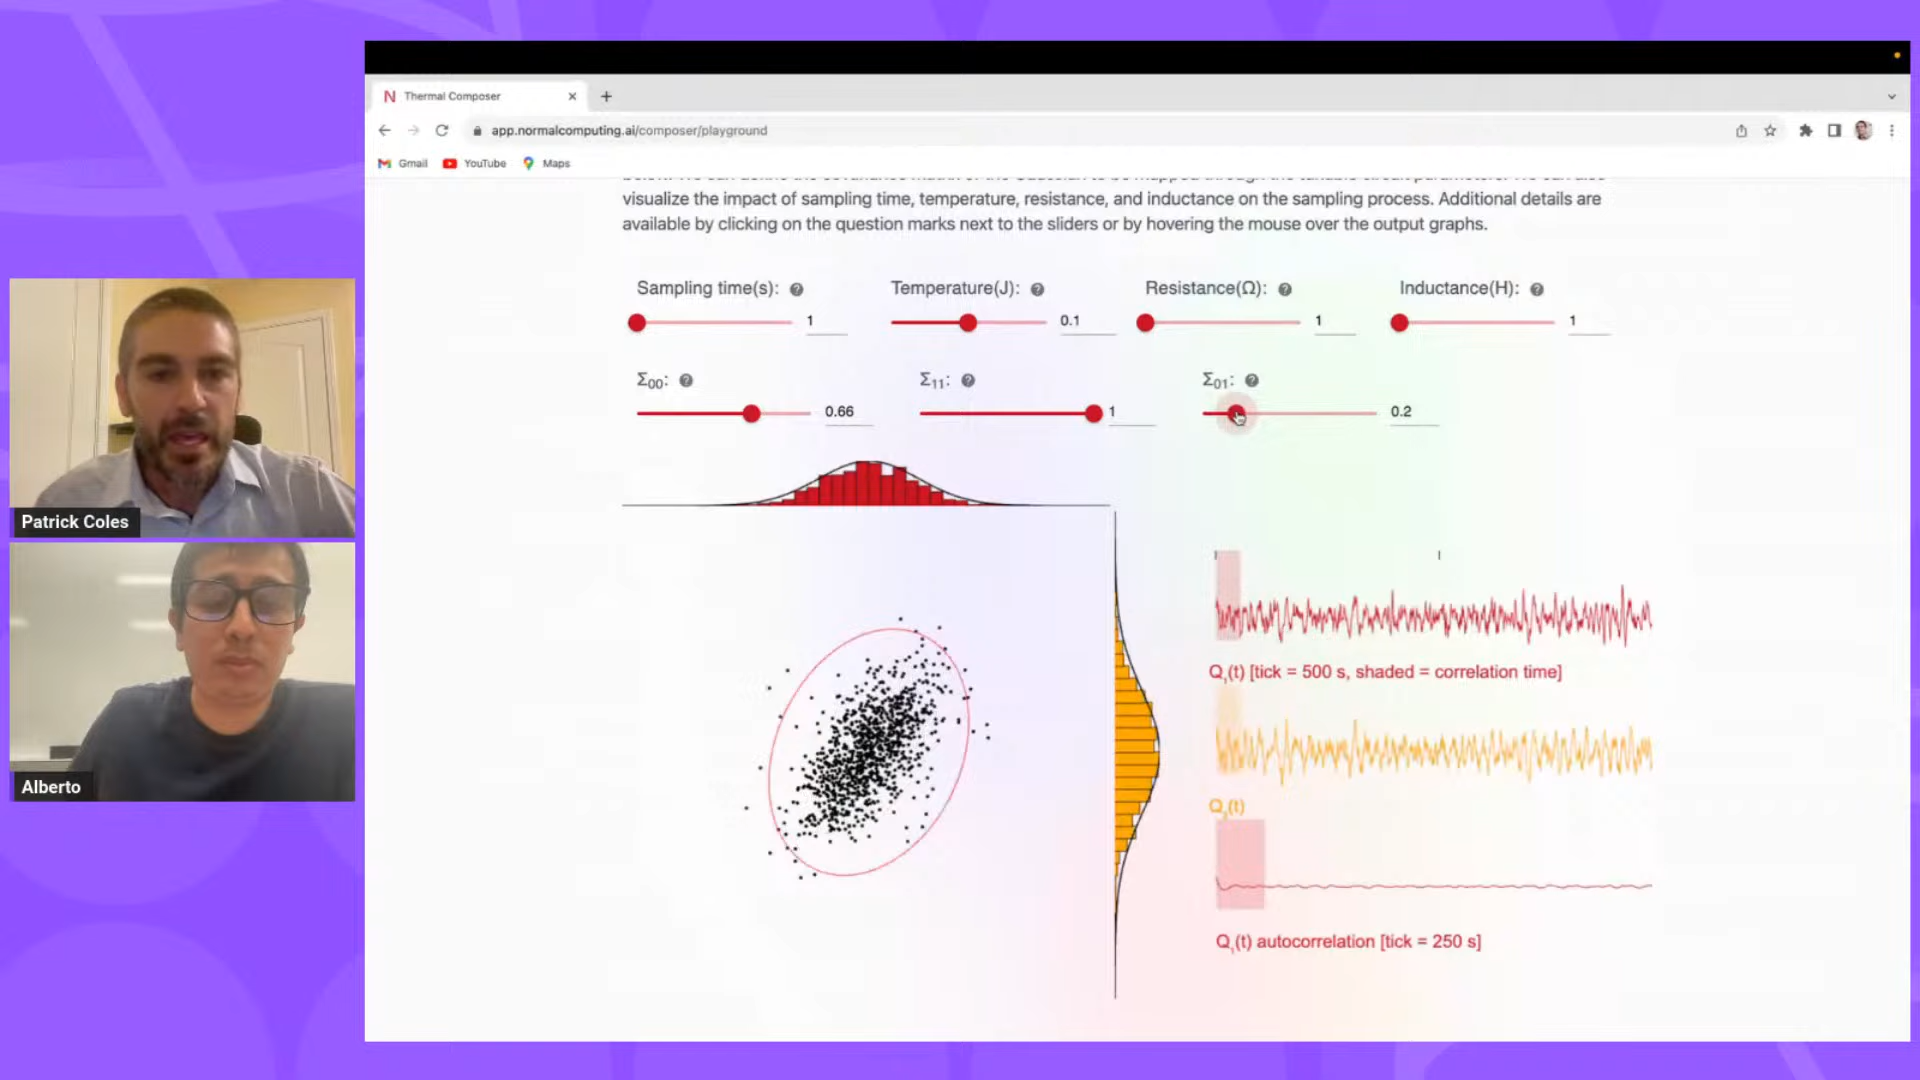 Thermal Composer
app.normalcomputing.ai/composer/playground
Gmail YouTube Maps
visualize the impact of sampling time, temperature, resistance, and inductance on the sampling process. Additional details are
available by clicking on the question marks next to the sliders or by hovering the mouse over the output graphs.
Sampling time(s): ? Temperature(J): ? Resistance(Ω): ? Inductance(H): ?
1 0.1 1 1
Σ00: ? Σ11: ? Σ01: ?
0.66 1 0.2
Patrick Coles
Alberto
Q1(t) [tick = 500 s, shaded = correlation time]
Q2(t)
Q1(t) autocorrelation [tick = 250 s]